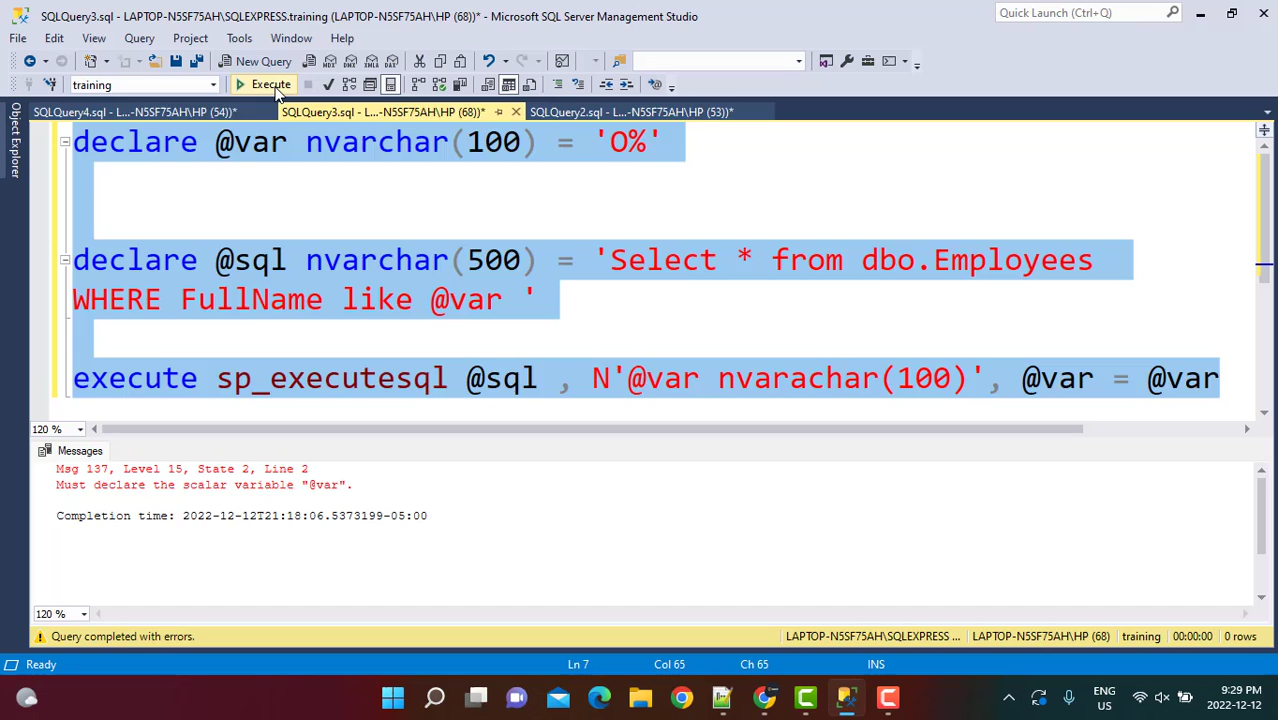 SQLQuery3.sql - LAPTOP-N5SF75AH\SQLEXPRESS.training (LAPTOP-N5SF75AH\HP (68))* - Microsoft SQL Server Management Studio
Quick Launch (Ctrl+Q)
File Edit View Query Project Tools Window Help
New Query
training
Execute
SQLQuery4.sql - L...-N5SF75AH\HP (54))*
SQLQuery3.sql - L...-N5SF75AH\HP (68))*
SQLQuery2.sql - L...-N5SF75AH\HP (53))*
Object Explorer
declare @var nvarchar(100) = 'O%'
declare @sql nvarchar(500) = 'Select * from dbo.Employees
WHERE FullName like @var '
execute sp_executesql @sql , N'@var nvarachar(100)', @var = @var
120 %
Messages
Msg 137, Level 15, State 2, Line 2
Must declare the scalar variable "@var".
Completion time: 2022-12-12T21:18:06.5373199-05:00
120 %
Query completed with errors.
LAPTOP-N5SF75AH\SQLEXPRESS ...
LAPTOP-N5SF75AH\HP (68)
training
00:00:00
0 rows
Ready
Ln 7
Col 65
Ch 65
INS
ENG
US
9:29 PM
2022-12-12